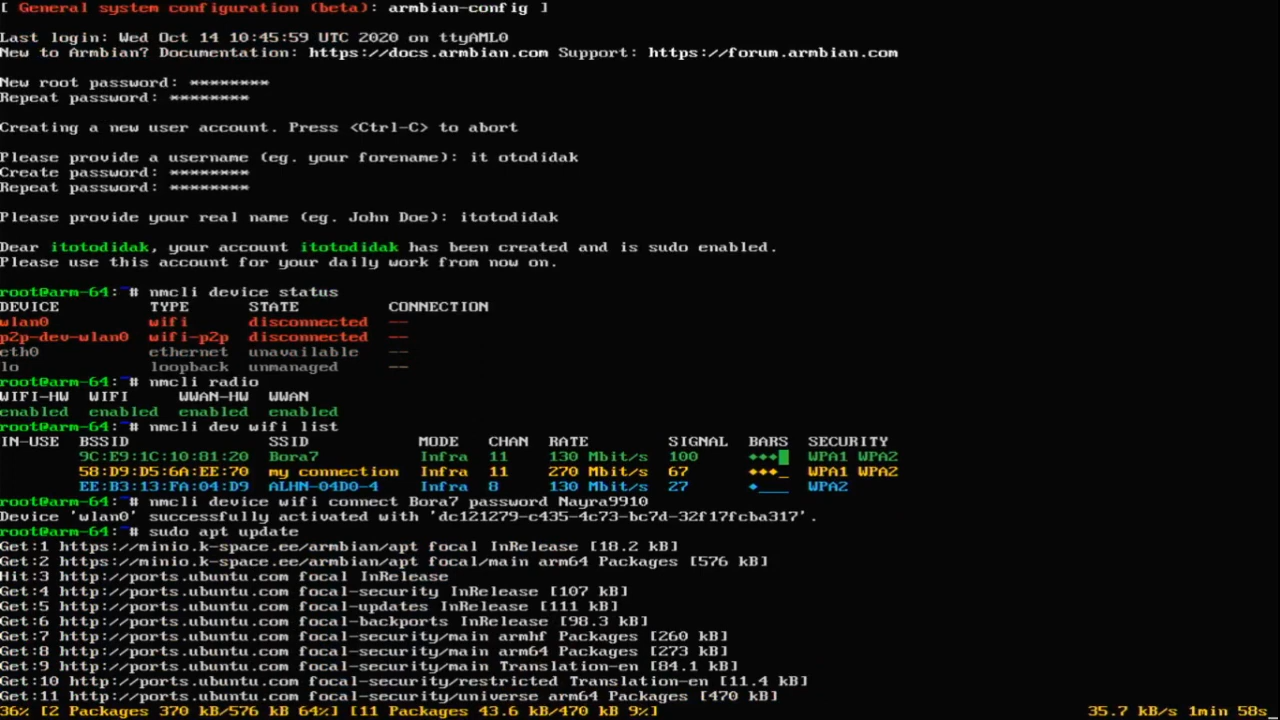 [ General system configuration (beta): armbian-config ]
Last login: Wed Oct 14 10:45:59 UTC 2020 on ttyAML0
New to Armbian? Documentation: https://docs.armbian.com Support: https://forum.armbian.com
New root password: ********
Repeat password: ********
Creating a new user account. Press <Ctrl-C> to abort
Please provide a username (eg. your forename): it otodidak
Create password: ********
Repeat password: ********
Please provide your real name (eg. John Doe): itotodidak
Dear itotodidak, your account itotodidak has been created and is sudo enabled.
Please use this account for your daily work from now on.
root@arm-64:~# nmcli device status
DEVICE TYPE STATE CONNECTION
wlan0 wifi disconnected --
p2p-dev-wlan0 wifi-p2p disconnected --
eth0 ethernet unavailable --
lo loopback unmanaged --
root@arm-64:~# nmcli radio
WIFI-HW WIFI WWAN-HW WWAN
enabled enabled enabled enabled
root@arm-64:~# nmcli dev wifi list
IN-USE BSSID SSID MODE CHAN RATE SIGNAL BARS SECURITY
9C:E9:1C:10:81:20 Bora7 Infra 11 130 Mbit/s 100 ♦♦♦█ WPA1 WPA2
58:D9:D5:6A:EE:70 my connection Infra 11 270 Mbit/s 67 ♦♦♦_ WPA1 WPA2
EE:B3:13:FA:04:D9 ALHN-04D0-4 Infra 8 130 Mbit/s 27 ♦___ WPA2
root@arm-64:~# nmcli device wifi connect Bora7 password Nayra9910
Device 'wlan0' successfully activated with 'dc121279-c435-4c73-bc7d-32f17fcba317'.
root@arm-64:~# sudo apt update
Get:1 https://minio.k-space.ee/armbian/apt focal InRelease [18.2 kB]
Get:2 https://minio.k-space.ee/armbian/apt focal/main arm64 Packages [576 kB]
Hit:3 http://ports.ubuntu.com focal InRelease
Get:4 http://ports.ubuntu.com focal-security InRelease [107 kB]
Get:5 http://ports.ubuntu.com focal-updates InRelease [111 kB]
Get:6 http://ports.ubuntu.com focal-backports InRelease [98.3 kB]
Get:7 http://ports.ubuntu.com focal-security/main armhf Packages [260 kB]
Get:8 http://ports.ubuntu.com focal-security/main arm64 Packages [273 kB]
Get:9 http://ports.ubuntu.com focal-security/main Translation-en [84.1 kB]
Get:10 http://ports.ubuntu.com focal-security/restricted Translation-en [11.4 kB]
Get:11 http://ports.ubuntu.com focal-security/universe arm64 Packages [470 kB]
36% [2 Packages 370 kB/576 kB 64%] [11 Packages 43.6 kB/470 kB 9%] 35.7 kB/s 1min 58s